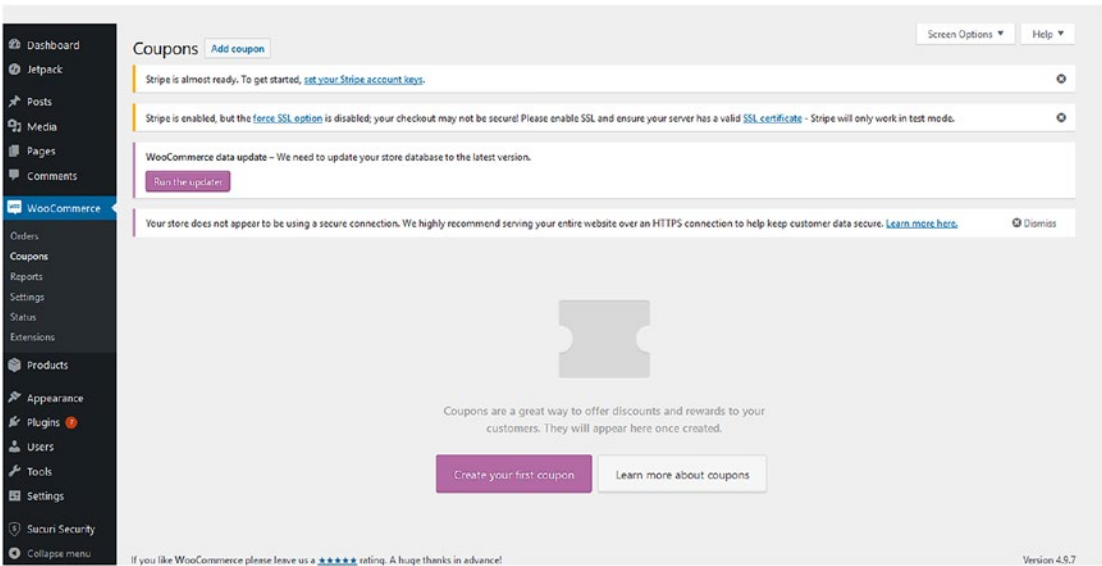 Screen Options
Help
Dashboard
Jetpack
Posts
Media
Pages
Comments
WooCommerce
Orders
Coupons
Reports
Settings
Status
Extensions
Products
Appearance
Plugins 7
Users
Tools
Settings
Sucuri Security
Collapse menu
Coupons Add coupon
Stripe is almost ready. To get started, set your Stripe account keys.
Stripe is enabled, but the force SSL option is disabled; your checkout may not be secure! Please enable SSL and ensure your server has a valid SSL certificate - Stripe will only work in test mode.
WooCommerce data update – We need to update your store database to the latest version.
Run the updater
Your store does not appear to be using a secure connection. We highly recommend serving your entire website over an HTTPS connection to help keep customer data secure. Learn more here.
Dismiss
Coupons are a great way to offer discounts and rewards to your
customers. They will appear here once created.
Create your first coupon
Learn more about coupons
If you like WooCommerce please leave us a ★★★★★ rating. A huge thanks in advance!
Version 4.9.7